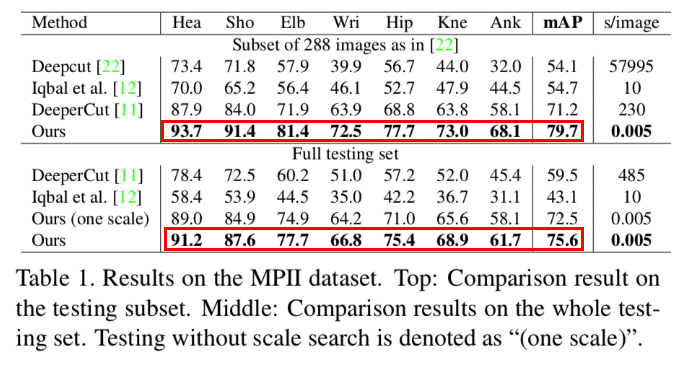 Method Hea Sho Elb Wri Hip Kne Ank mAP s/image
Subset of 288 images as in [22]
Deepcut [22] 73.4 71.8 57.9 39.9 56.7 44.0 32.0 54.1 57995
Iqbal et al. [12] 70.0 65.2 56.4 46.1 52.7 47.9 44.5 54.7 10
DeeperCut [11] 87.9 84.0 71.9 63.9 68.8 63.8 58.1 71.2 230
Ours 93.7 91.4 81.4 72.5 77.7 73.0 68.1 79.7 0.005
Full testing set
DeeperCut [11] 78.4 72.5 60.2 51.0 57.2 52.0 45.4 59.5 485
Iqbal et al. [12] 58.4 53.9 44.5 35.0 42.2 36.7 31.1 43.1 10
Ours (one scale) 89.0 84.9 74.9 64.2 71.0 65.6 58.1 72.5 0.005
Ours 91.2 87.6 77.7 66.8 75.4 68.9 61.7 75.6 0.005
Table 1. Results on the MPII dataset. Top: Comparison result on
the testing subset. Middle: Comparison results on the whole test-
ing set. Testing without scale search is denoted as “(one scale)”.